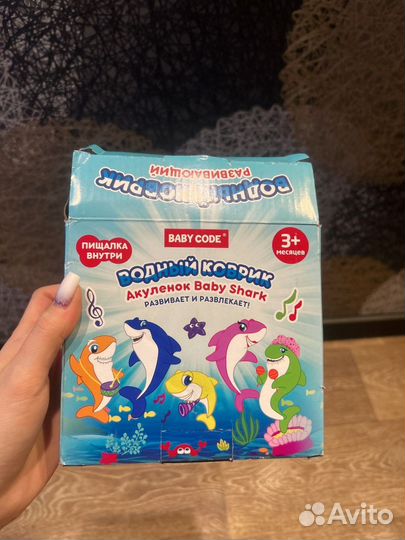 ВОДНЫЙ КОВРИК
РАЗВИВАЮЩИЙ
BABY CODE®
ПИЩАЛКА
ВНУТРИ
3+
месяцев
ВОДНЫЙ КОВРИК
Акуленок Baby Shark
РАЗВИВАЕТ И РАЗВЛЕКАЕТ!
Avito